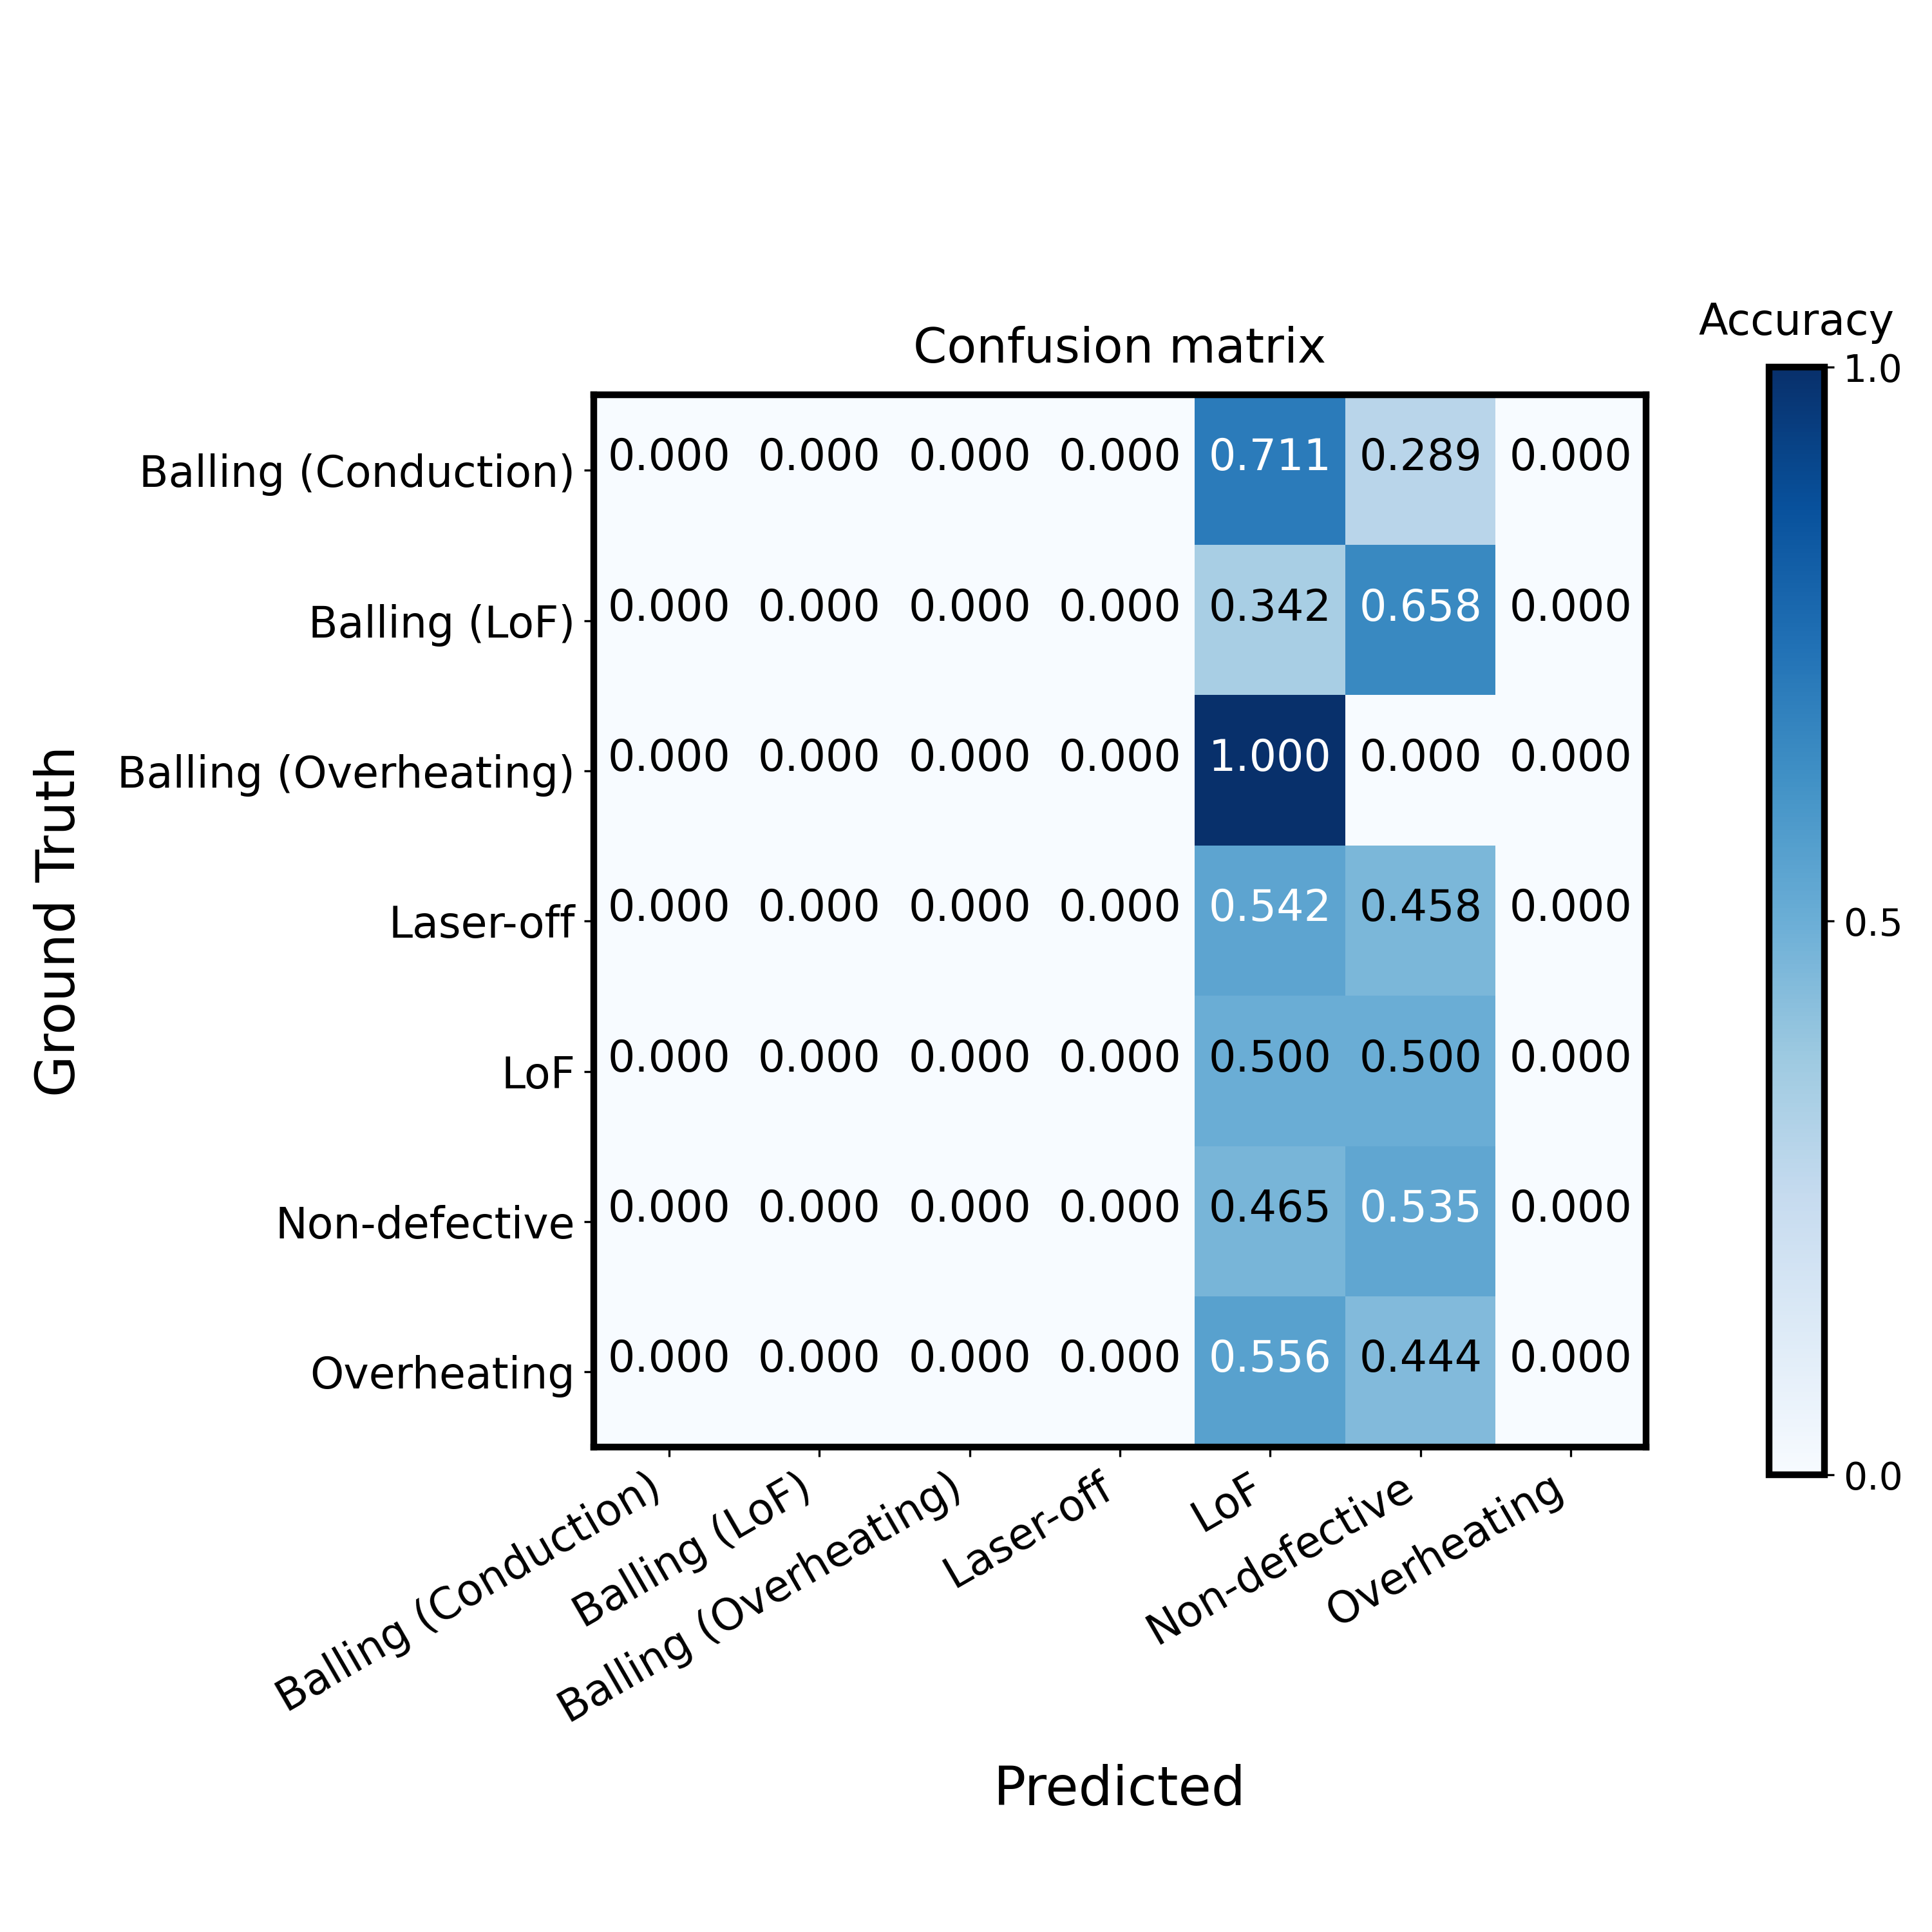 Accuracy
Confusion matrix
1.0
0.5
0.0
Ground Truth
Balling (Conduction) 0.000 0.000 0.000 0.000 0.711 0.289 0.000
Balling (LoF) 0.000 0.000 0.000 0.000 0.342 0.658 0.000
Balling (Overheating) 0.000 0.000 0.000 0.000 1.000 0.000 0.000
Laser-off 0.000 0.000 0.000 0.000 0.542 0.458 0.000
LoF 0.000 0.000 0.000 0.000 0.500 0.500 0.000
Non-defective 0.000 0.000 0.000 0.000 0.465 0.535 0.000
Overheating 0.000 0.000 0.000 0.000 0.556 0.444 0.000
Balling (Conduction)
Balling (LoF)
Balling (Overheating)
Laser-off
LoF
Non-defective
Overheating
Predicted